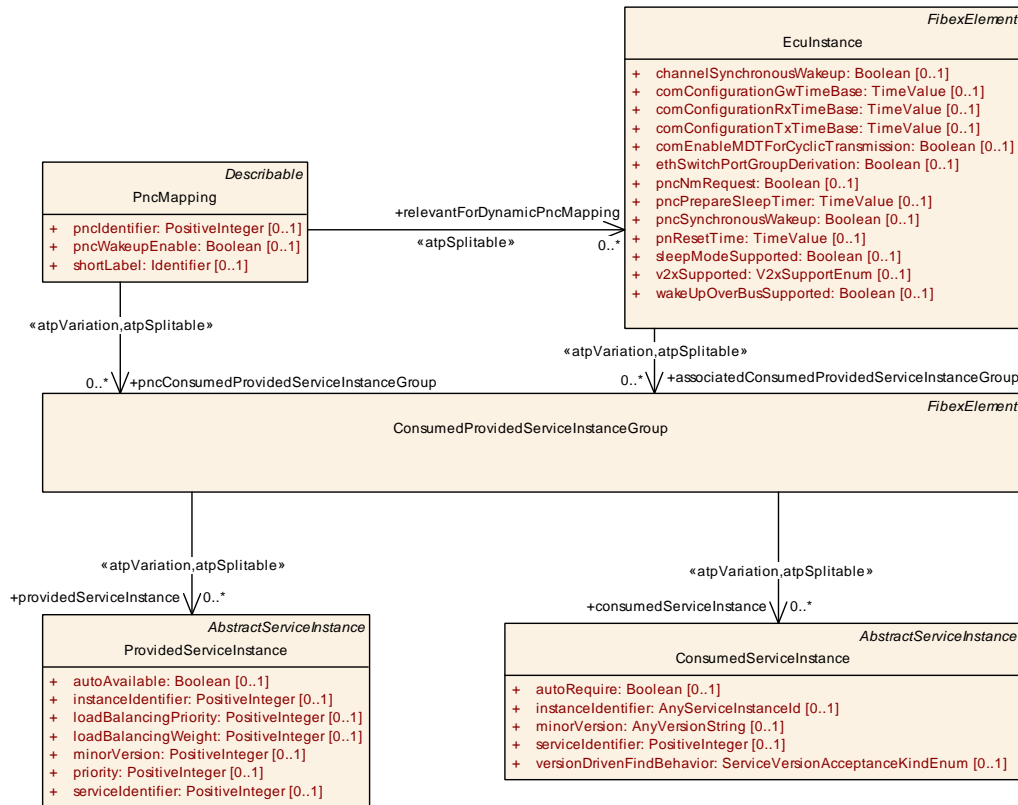 FibexElement
EcuInstance
+ channelSynchronousWakeup: Boolean [0..1]
+ comConfigurationGwTimeBase: TimeValue [0..1]
+ comConfigurationRxTimeBase: TimeValue [0..1]
+ comConfigurationTxTimeBase: TimeValue [0..1]
+ comEnableMDTForCyclicTransmission: Boolean [0..1]
+ ethSwitchPortGroupDerivation: Boolean [0..1]
+ pncNmRequest: Boolean [0..1]
+ pncPrepareSleepTimer: TimeValue [0..1]
+ pncSynchronousWakeup: Boolean [0..1]
+ pnResetTime: TimeValue [0..1]
+ sleepModeSupported: Boolean [0..1]
+ v2xSupported: V2xSupportEnum [0..1]
+ wakeUpOverBusSupported: Boolean [0..1]
Describable
PncMapping
+ pncIdentifier: PositiveInteger [0..1]
+ pncWakeupEnable: Boolean [0..1]
+ shortLabel: Identifier [0..1]
+relevantForDynamicPncMapping
«atpSplitable»
0..*
«atpVariation,atpSplitable»
0..*
+pncConsumedProvidedServiceInstanceGroup
«atpVariation,atpSplitable»
0..*
+associatedConsumedProvidedServiceInstanceGroup
FibexElement
ConsumedProvidedServiceInstanceGroup
«atpVariation,atpSplitable»
+providedServiceInstance
0..*
«atpVariation,atpSplitable»
+consumedServiceInstance
0..*
AbstractServiceInstance
ProvidedServiceInstance
+ autoAvailable: Boolean [0..1]
+ instanceIdentifier: PositiveInteger [0..1]
+ loadBalancingPriority: PositiveInteger [0..1]
+ loadBalancingWeight: PositiveInteger [0..1]
+ minorVersion: PositiveInteger [0..1]
+ priority: PositiveInteger [0..1]
+ serviceIdentifier: PositiveInteger [0..1]
AbstractServiceInstance
ConsumedServiceInstance
+ autoRequire: Boolean [0..1]
+ instanceIdentifier: AnyServiceInstanceId [0..1]
+ minorVersion: AnyVersionString [0..1]
+ serviceIdentifier: PositiveInteger [0..1]
+ versionDrivenFindBehavior: ServiceVersionAcceptanceKindEnum [0..1]